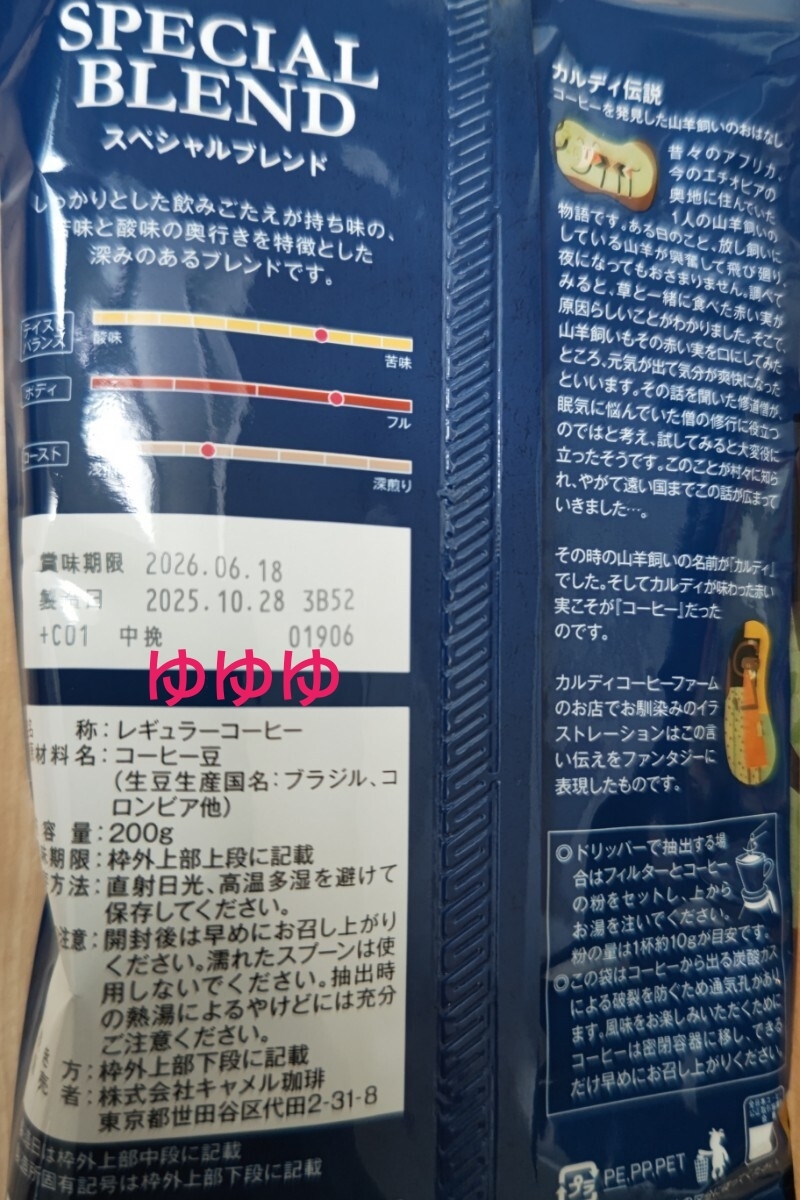 SPECIAL
BLEND
スペシャルブレンド
しっかりとした飲みごたえが持ち味の、
苦味と酸味の奥行きを特徴とした
深みのあるブレンドです。
テイスト
バランス
酸味
苦味
ボディ
フル
ロースト
深煎り
賞味期限 2026.06.18
製造日 2025.10.28 3B52
+C01 中挽 01906
ゆゆゆ
称:レギュラーコーヒー
材料名:コーヒー豆
(生豆生産国名:ブラジル、コ
ロンビア他)
容 量:200g
味期限:枠外上部上段に記載
方法:直射日光、高温多湿を避けて
保存してください。
注意:開封後は早めにお召し上がり
ください。濡れたスプーンは使
用しないでください。抽出時
の熱湯によるやけどには充分
ご注意ください。
き 方:枠外上部下段に記載
売 者:株式会社キャメル珈琲
東京都世田谷区代田2-31-8
造日は枠外上部中段に記載
造所固有記号は枠外上部下段に記載
カルディ伝説
コーヒーを発見した山羊飼いのおはなし
昔々のアフリカ、
今のエチオピアの
奥地に住んでいた
1人の山羊飼いの
物語です。ある日のこと、放し飼いに
している山羊が興奮して飛び廻り、
夜になってもおさまりません。調べて
みると、草と一緒に食べた赤い実が
原因らしいことがわかりました。そこで
山羊飼いもその赤い実を口にしてみた
ところ、元気が出て気分が爽快になった
といいます。その話を聞いた修道僧が、
眠気に悩んでいた僧の修行に役立つ
のではと考え、試してみると大変役に
立ったそうです。このことが村々に知ら
れ、やがて遠い国までこの話が広まって
いきました…。
その時の山羊飼いの名前が「カルディ」
でした。そしてカルディが味わった赤い
実こそが『コーヒー』だった
のです。
カルディコーヒーファーム
のお店でお馴染みのイラ
ストレーションはこの言
い伝えをファンタジーに
表現したものです。
◎ドリッパーで抽出する場
合はフィルターとコーヒー
の粉をセットし、上から
お湯を注いでください。
粉の量は1杯約10gが目安です。
◎この袋はコーヒーから出る炭酸ガス
による破裂を防ぐため通気孔があり
ます。風味をお楽しみいただくために
コーヒーは密閉容器に移し、できる
だけ早めにお召し上がりください。
プラ
PE,PP,PET